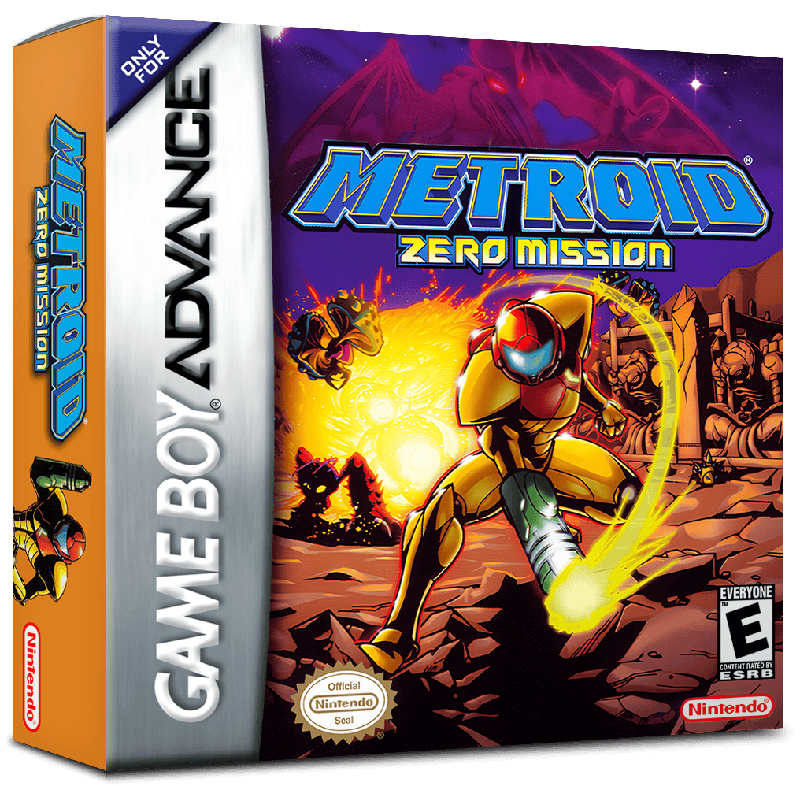 METROID
ZERO MISSION
Nintendo
ONLY
FOR
GAME BOY® ADVANCE
METROID®
ZERO MISSION
Official
Nintendo
Seal
EVERYONE
E
™
CONTENT RATED BY
ESRB
Nintendo